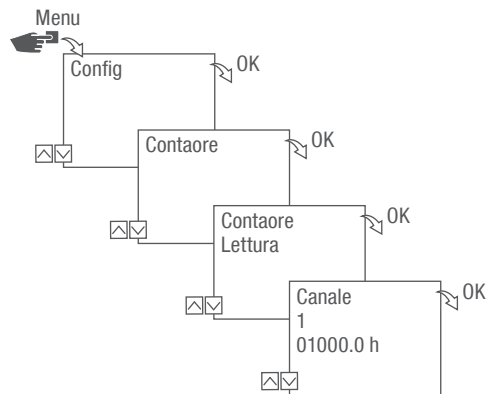 Menu
Config
OK
Contaore
OK
Contaore
Lettura
OK
Canale
1
01000.0 h
OK